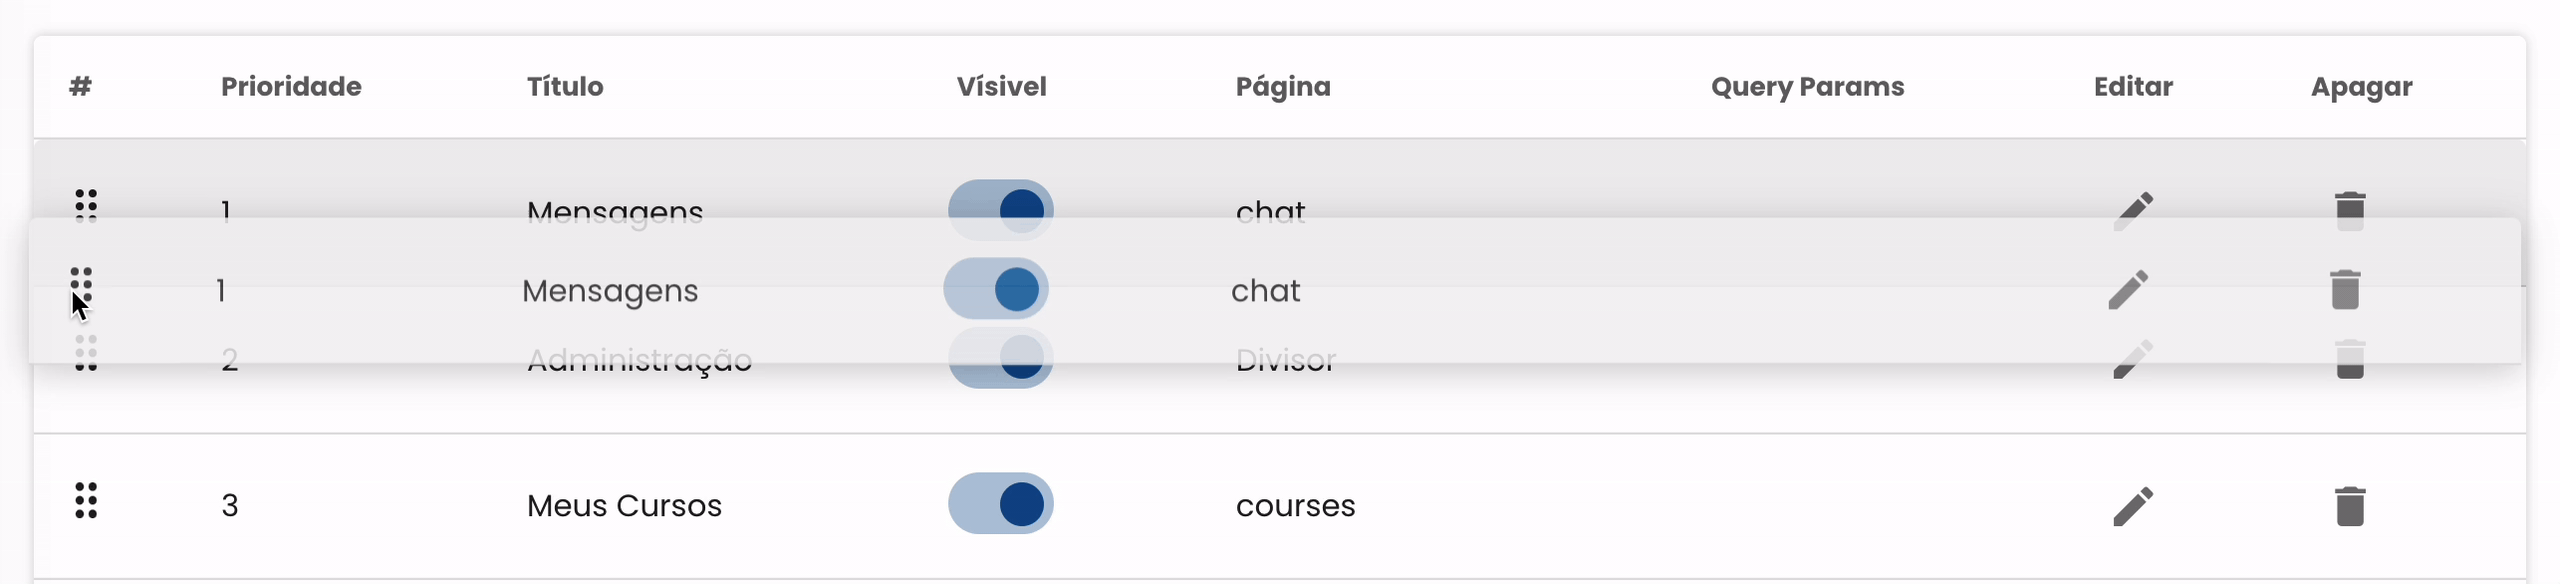 # Prioridade Título Vísivel Página Query Params Editar Apagar
1 Mensagens chat
1 Mensagens chat
2 Administração Divisor
3 Meus Cursos courses